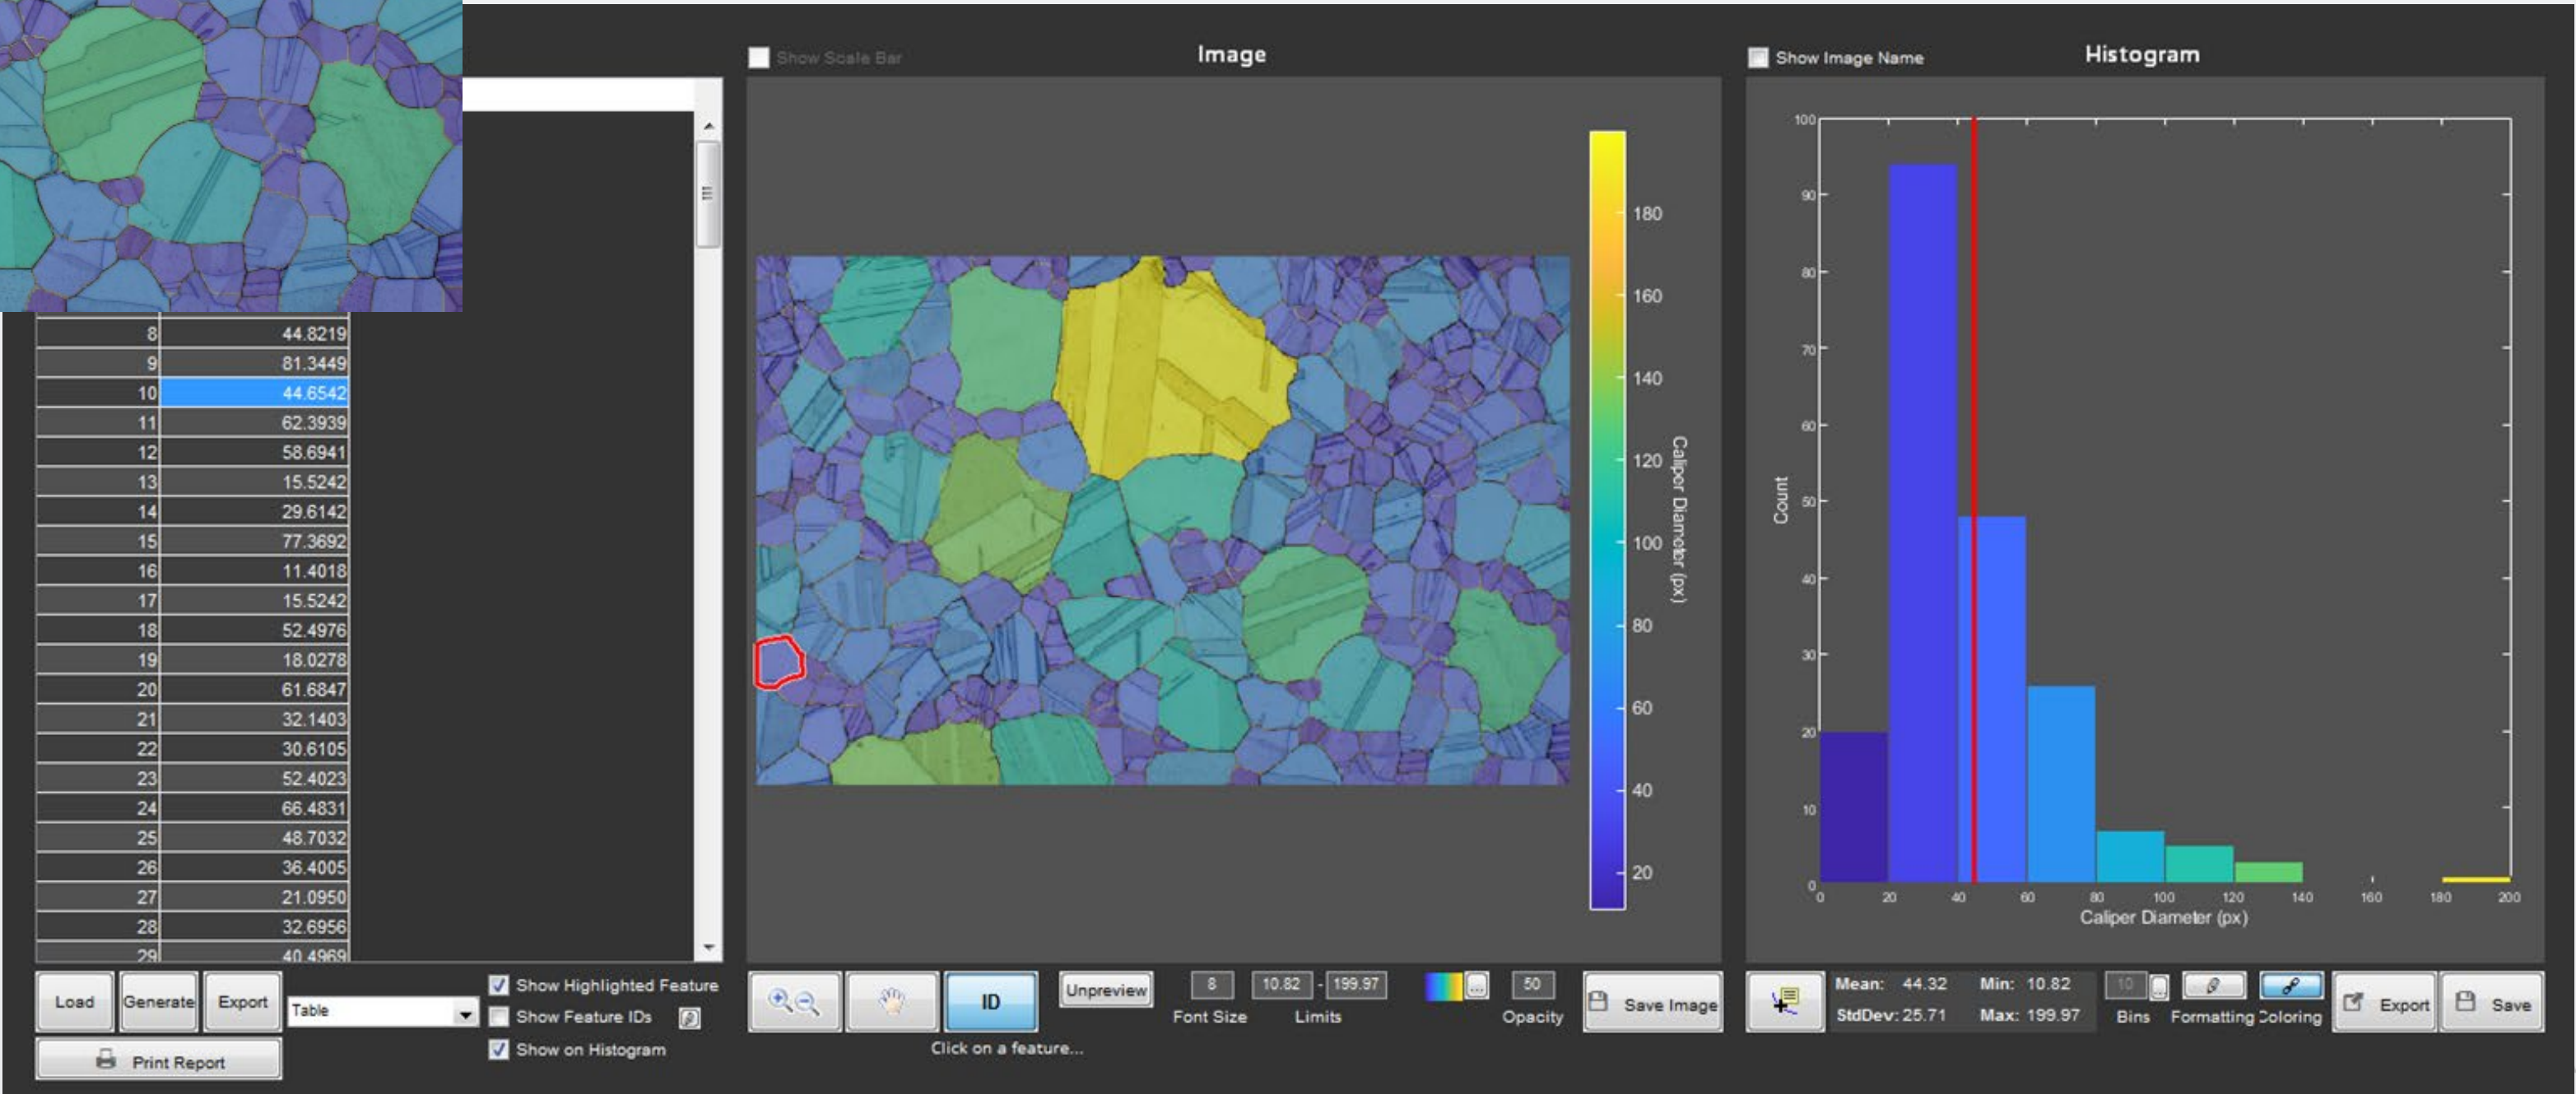 Show Scale Bar
Image
Show Image Name
Histogram
8 44.8219
9 81.3449
10 44.6542
11 62.3939
12 58.6941
13 15.5242
14 29.6142
15 77.3692
16 11.4018
17 15.5242
18 52.4976
19 18.0278
20 61.6847
21 32.1403
22 30.6105
23 52.4023
24 66.4831
25 48.7032
26 36.4005
27 21.0950
28 32.6956
29 40.4969
180
160
140
120
100
80
60
40
20
Caliper Diameter (px)
100
90
80
70
60
50
40
30
20
10
0
Count
0 20 40 60 80 100 120 140 160 180 200
Caliper Diameter (px)
Load
Generate
Export
Table
Print Report
Show Highlighted Feature
Show Feature IDs
Show on Histogram
ID
Unpreview
8
Font Size
10.82 - 199.97
Limits
...
50
Opacity
Save Image
Click on a feature...
Mean: 44.32 Min: 10.82
StdDev: 25.71 Max: 199.97
10
...
Bins
Formatting
Coloring
Export
Save